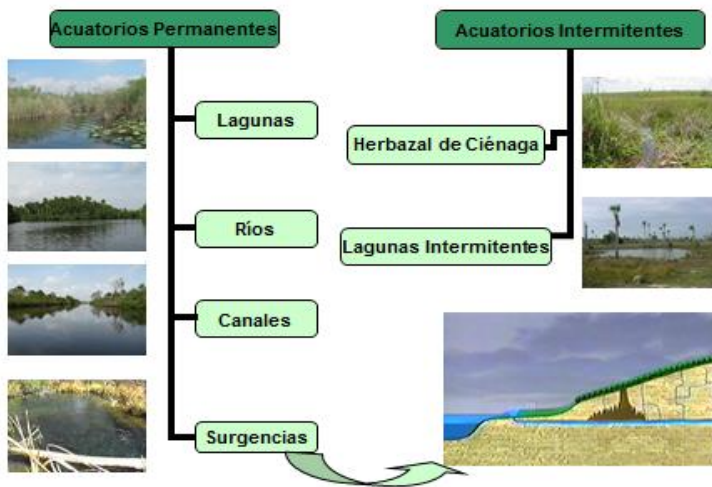 Acuatorios Permanentes
Lagunas
Ríos
Canales
Surgencias
Acuatorios Intermitentes
Herbazal de Ciénaga
Lagunas Intermitentes